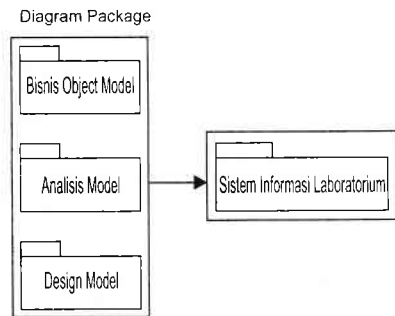 Diagram Package
Bisnis Object Model
Analisis Model
Sistem Informasi Laboratorium
Design Model